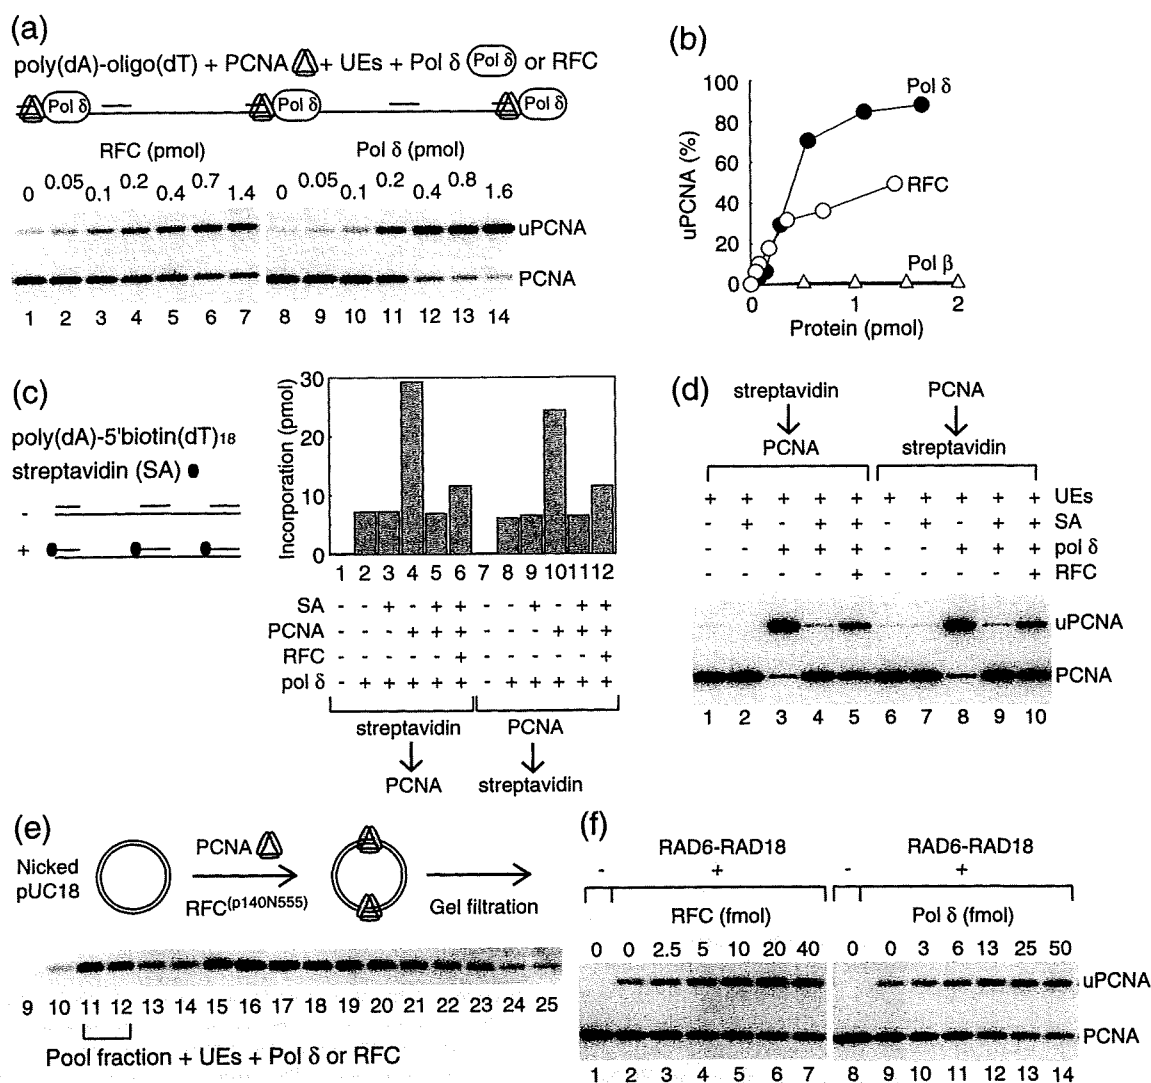 (a)
poly(dA)-oligo(dT) + PCNA + UEs + Pol δ Pol δ or RFC
Pol δ Pol δ Pol δ
RFC (pmol) Pol δ (pmol)
0 0.05 0.1 0.2 0.4 0.7 1.4 0 0.05 0.1 0.2 0.4 0.8 1.6
uPCNA
PCNA
1 2 3 4 5 6 7 8 9 10 11 12 13 14
(b)
100
80
60
40
20
0
uPCNA (%)
Pol δ
RFC
Pol β
0 1 2
Protein (pmol)
(c)
poly(dA)-5'biotin(dT)18
streptavidin (SA)
-
+
Incorporation (pmol)
30
20
10
0
1 2 3 4 5 6 7 8 9 10 11 12
SA - - + - + + - - + - + +
PCNA - - - + + + - - - + + +
RFC - - - - - + - - - - - +
pol δ - + + + + + - + + + + +
streptavidin PCNA
PCNA streptavidin
(d)
streptavidin PCNA
PCNA streptavidin
+ + + + + + + + + + UEs
- + - + + - + - + + SA
- - + + + - - + + + pol δ
- - - - + - - - - + RFC
uPCNA
PCNA
1 2 3 4 5 6 7 8 9 10
(e)
Nicked
pUC18
PCNA
RFC(p140N555)
Gel filtration
9 10 11 12 13 14 15 16 17 18 19 20 21 22 23 24 25
Pool fraction + UEs + Pol δ or RFC
(f)
RAD6-RAD18 RAD6-RAD18
- + - +
RFC (fmol) Pol δ (fmol)
0 0 2.5 5 10 20 40 0 0 3 6 13 25 50
uPCNA
PCNA
1 2 3 4 5 6 7 8 9 10 11 12 13 14